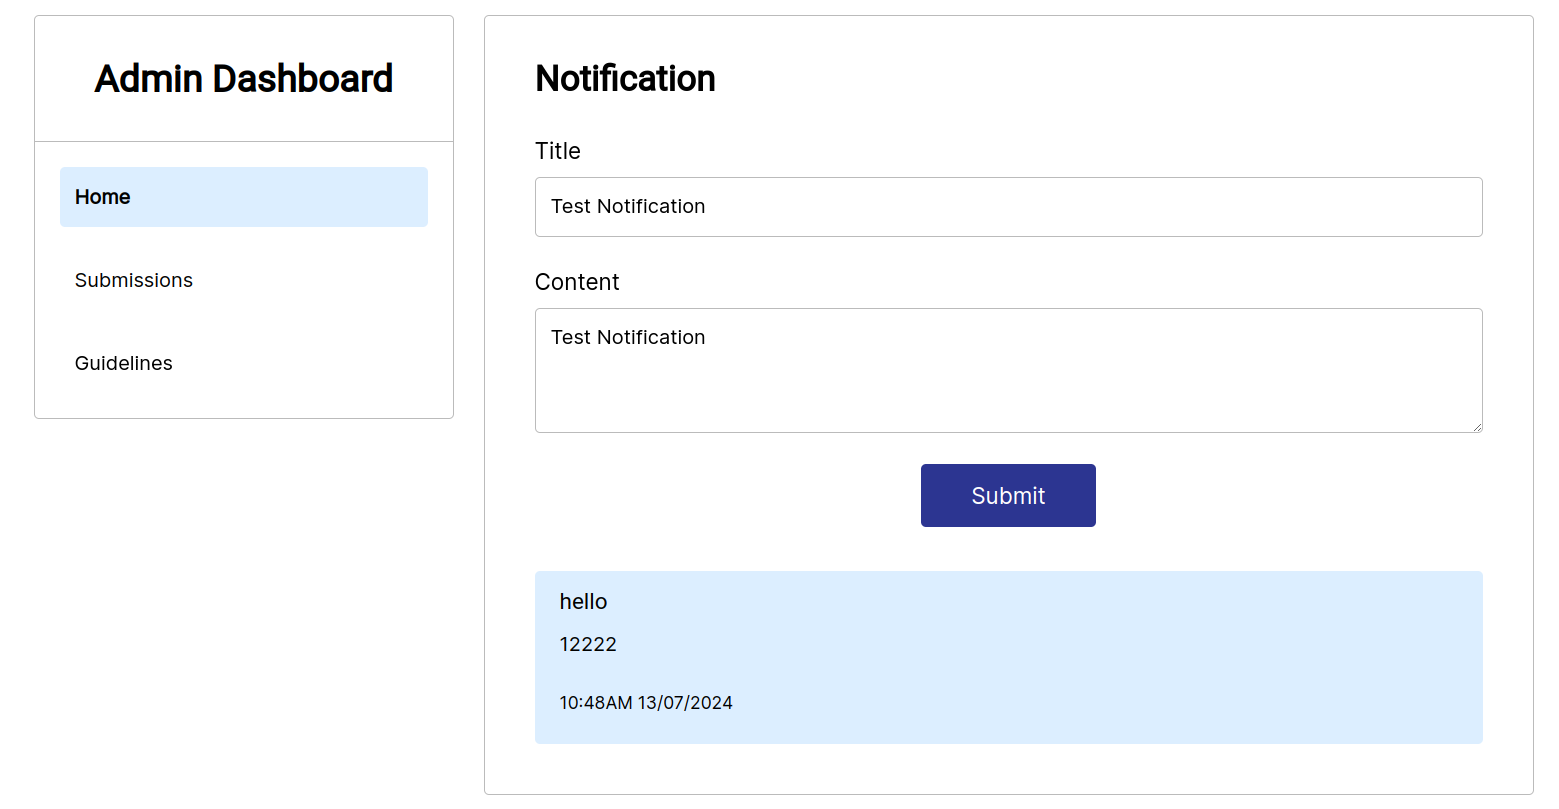 Admin Dashboard
Home
Submissions
Guidelines
Notification
Title
Test Notification
Content
Test Notification
Submit
hello
12222
10:48AM 13/07/2024